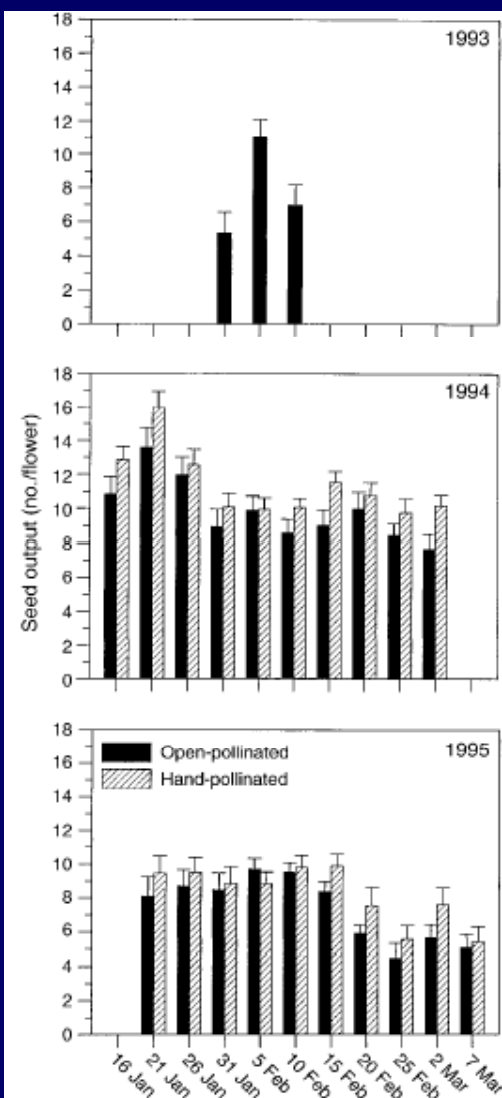 18
16
14
12
10
8
6
4
2
0
1993
Seed output (no./flower)
18
16
14
12
10
8
6
4
2
0
1994
18
16
14
12
10
8
6
4
2
0
1995
Open-pollinated
Hand-pollinated
16 Jan
21 Jan
26 Jan
31 Jan
5 Feb
10 Feb
15 Feb
20 Feb
25 Feb
2 Mar
7 Mar